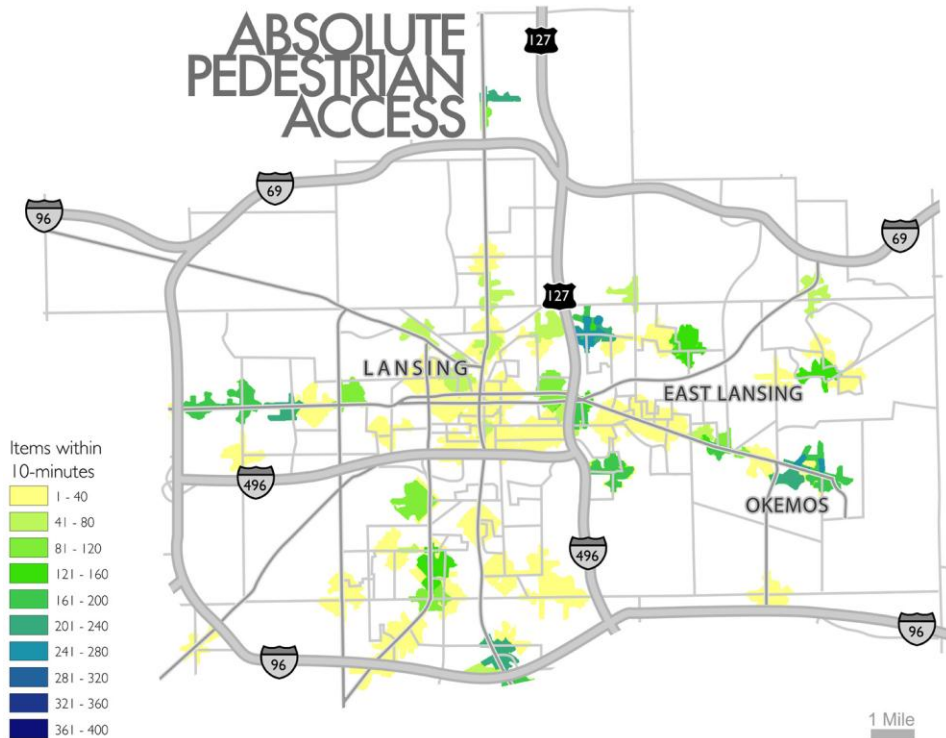 ABSOLUTE
PEDESTRIAN
ACCESS
127
69
96
69
127
LANSING
EAST LANSING
496
OKEMOS
496
96
96
Items within
10-minutes
1 - 40
41 - 80
81 - 120
121 - 160
161 - 200
201 - 240
241 - 280
281 - 320
321 - 360
361 - 400
1 Mile